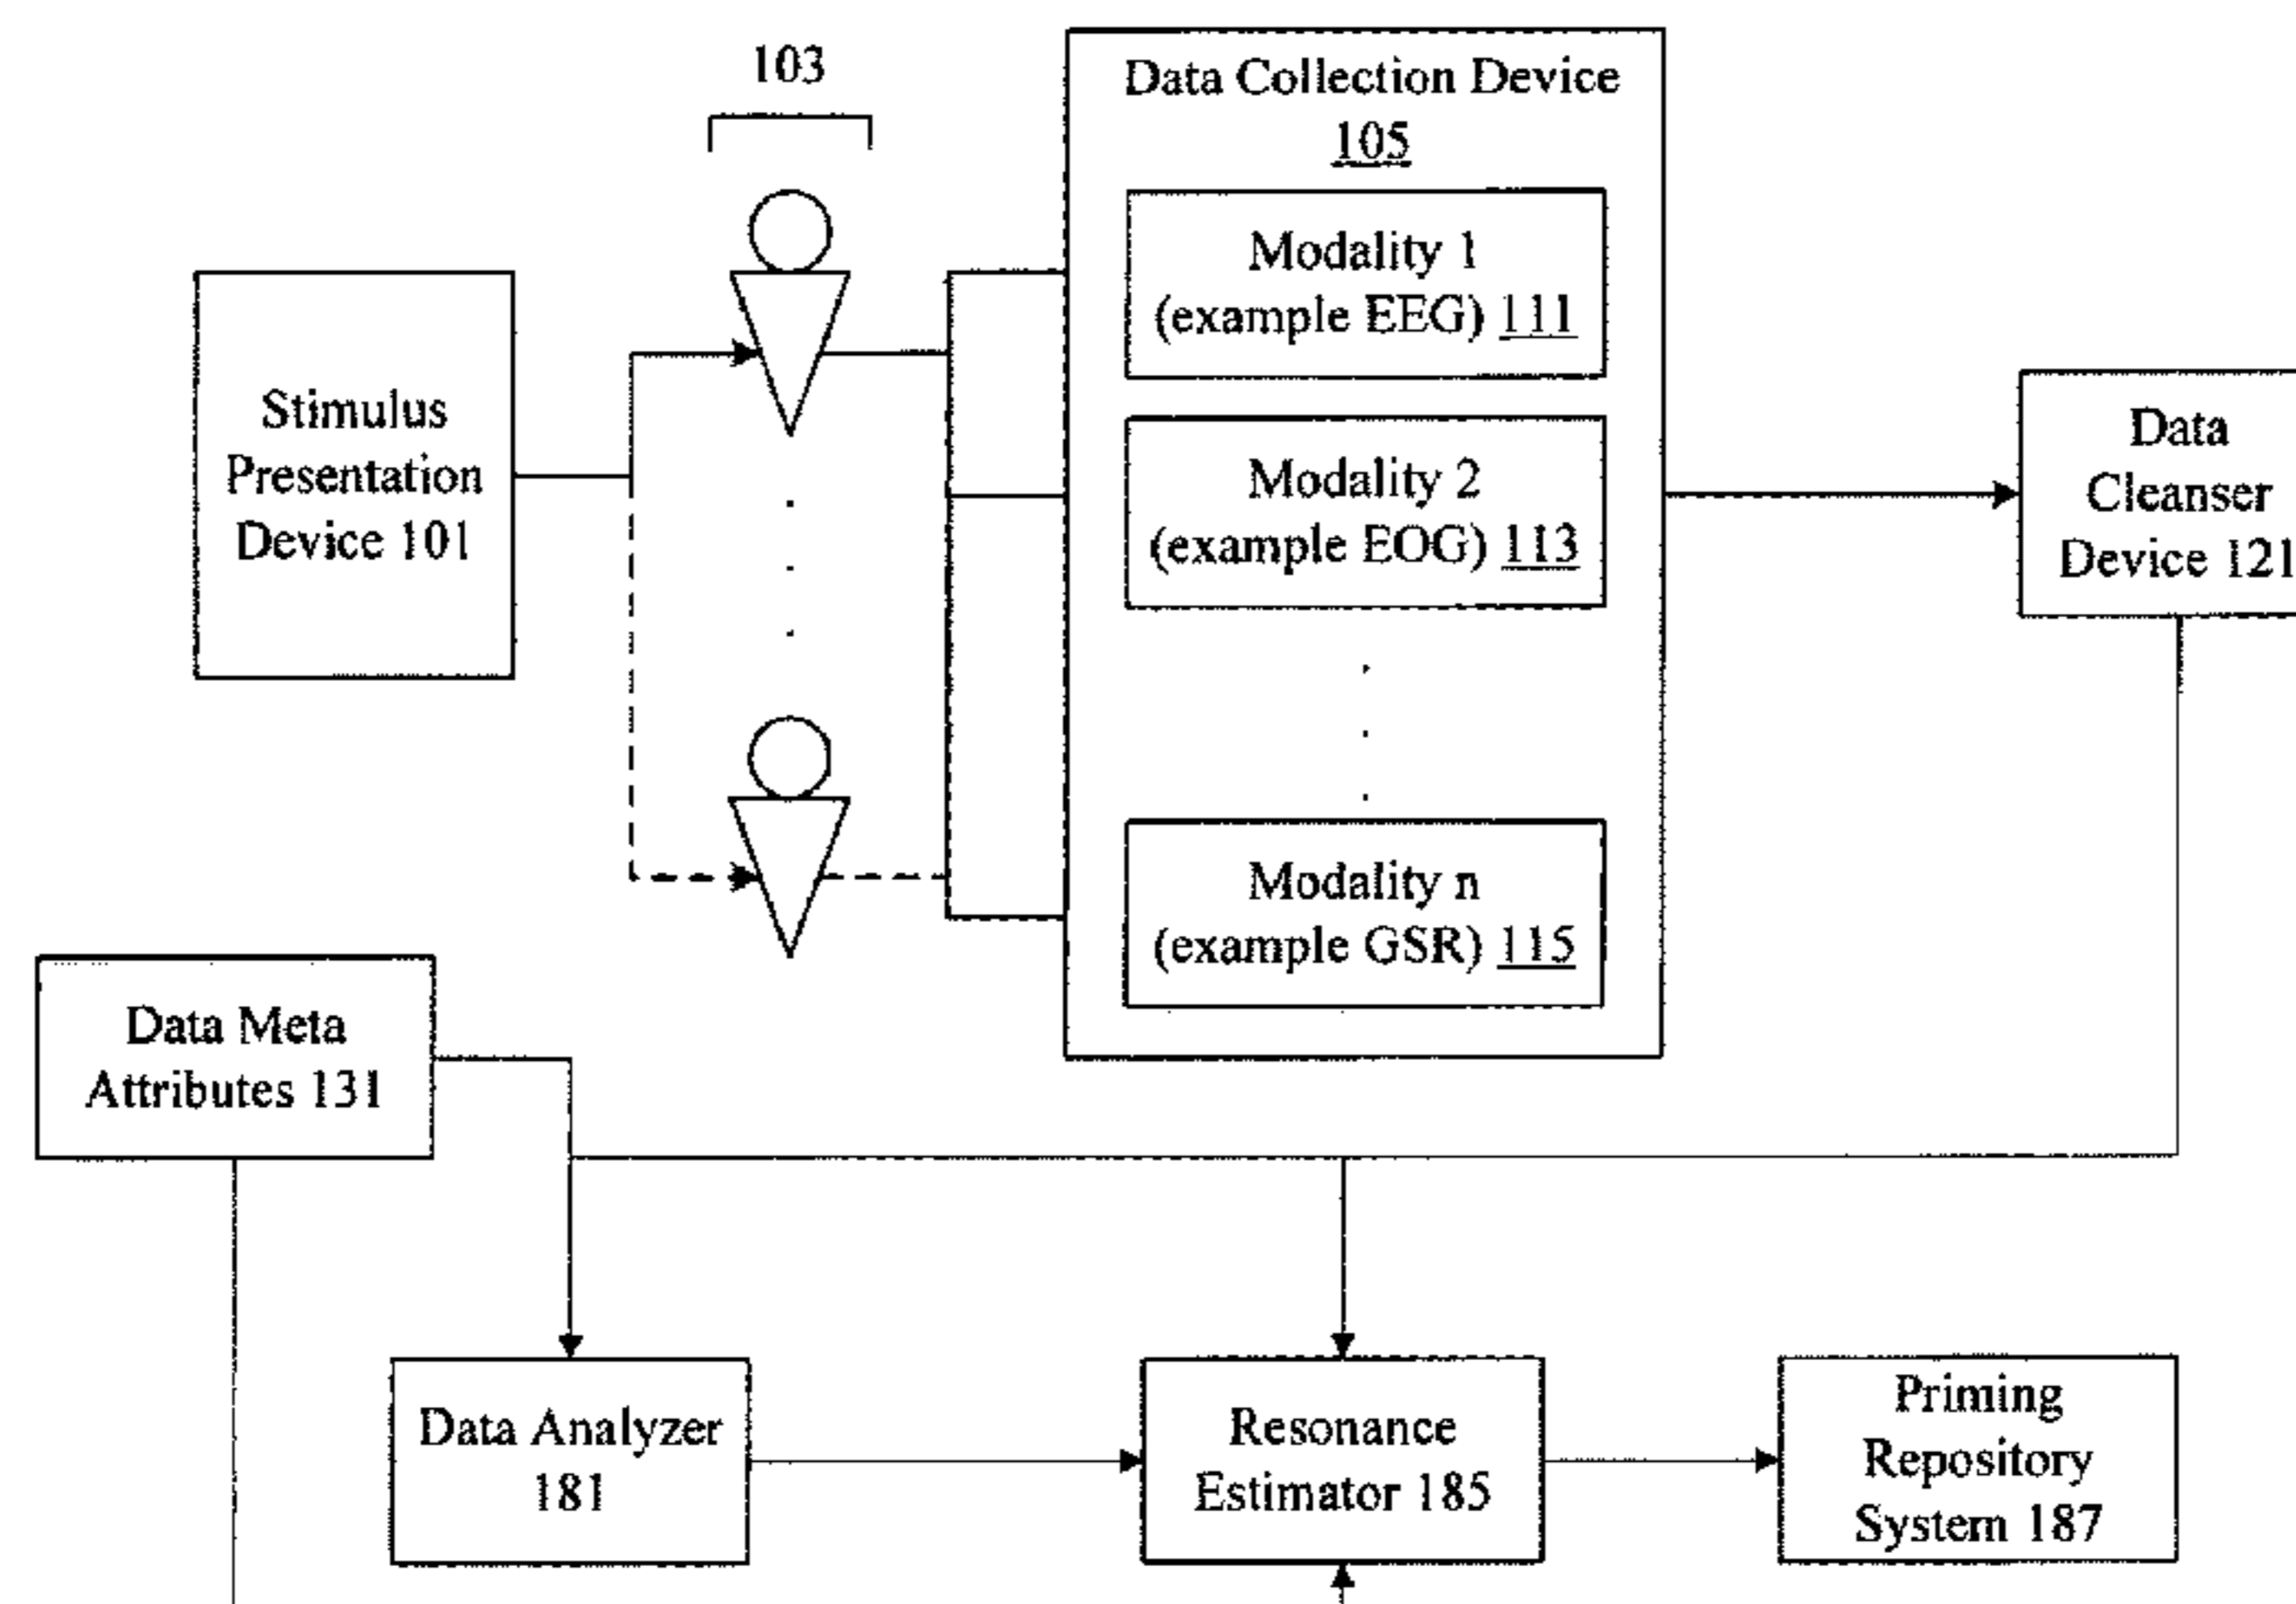 103
Data Collection Device
105
Modality 1
(example EEG) 111
Stimulus
Presentation
Device 101
Modality 2
(example EOG) 113
Data
Cleanser
Device 121
Modality n
(example GSR) 115
Data Meta
Attributes 131
Data Analyzer
181
Resonance
Estimator 185
Priming
Repository
System 187